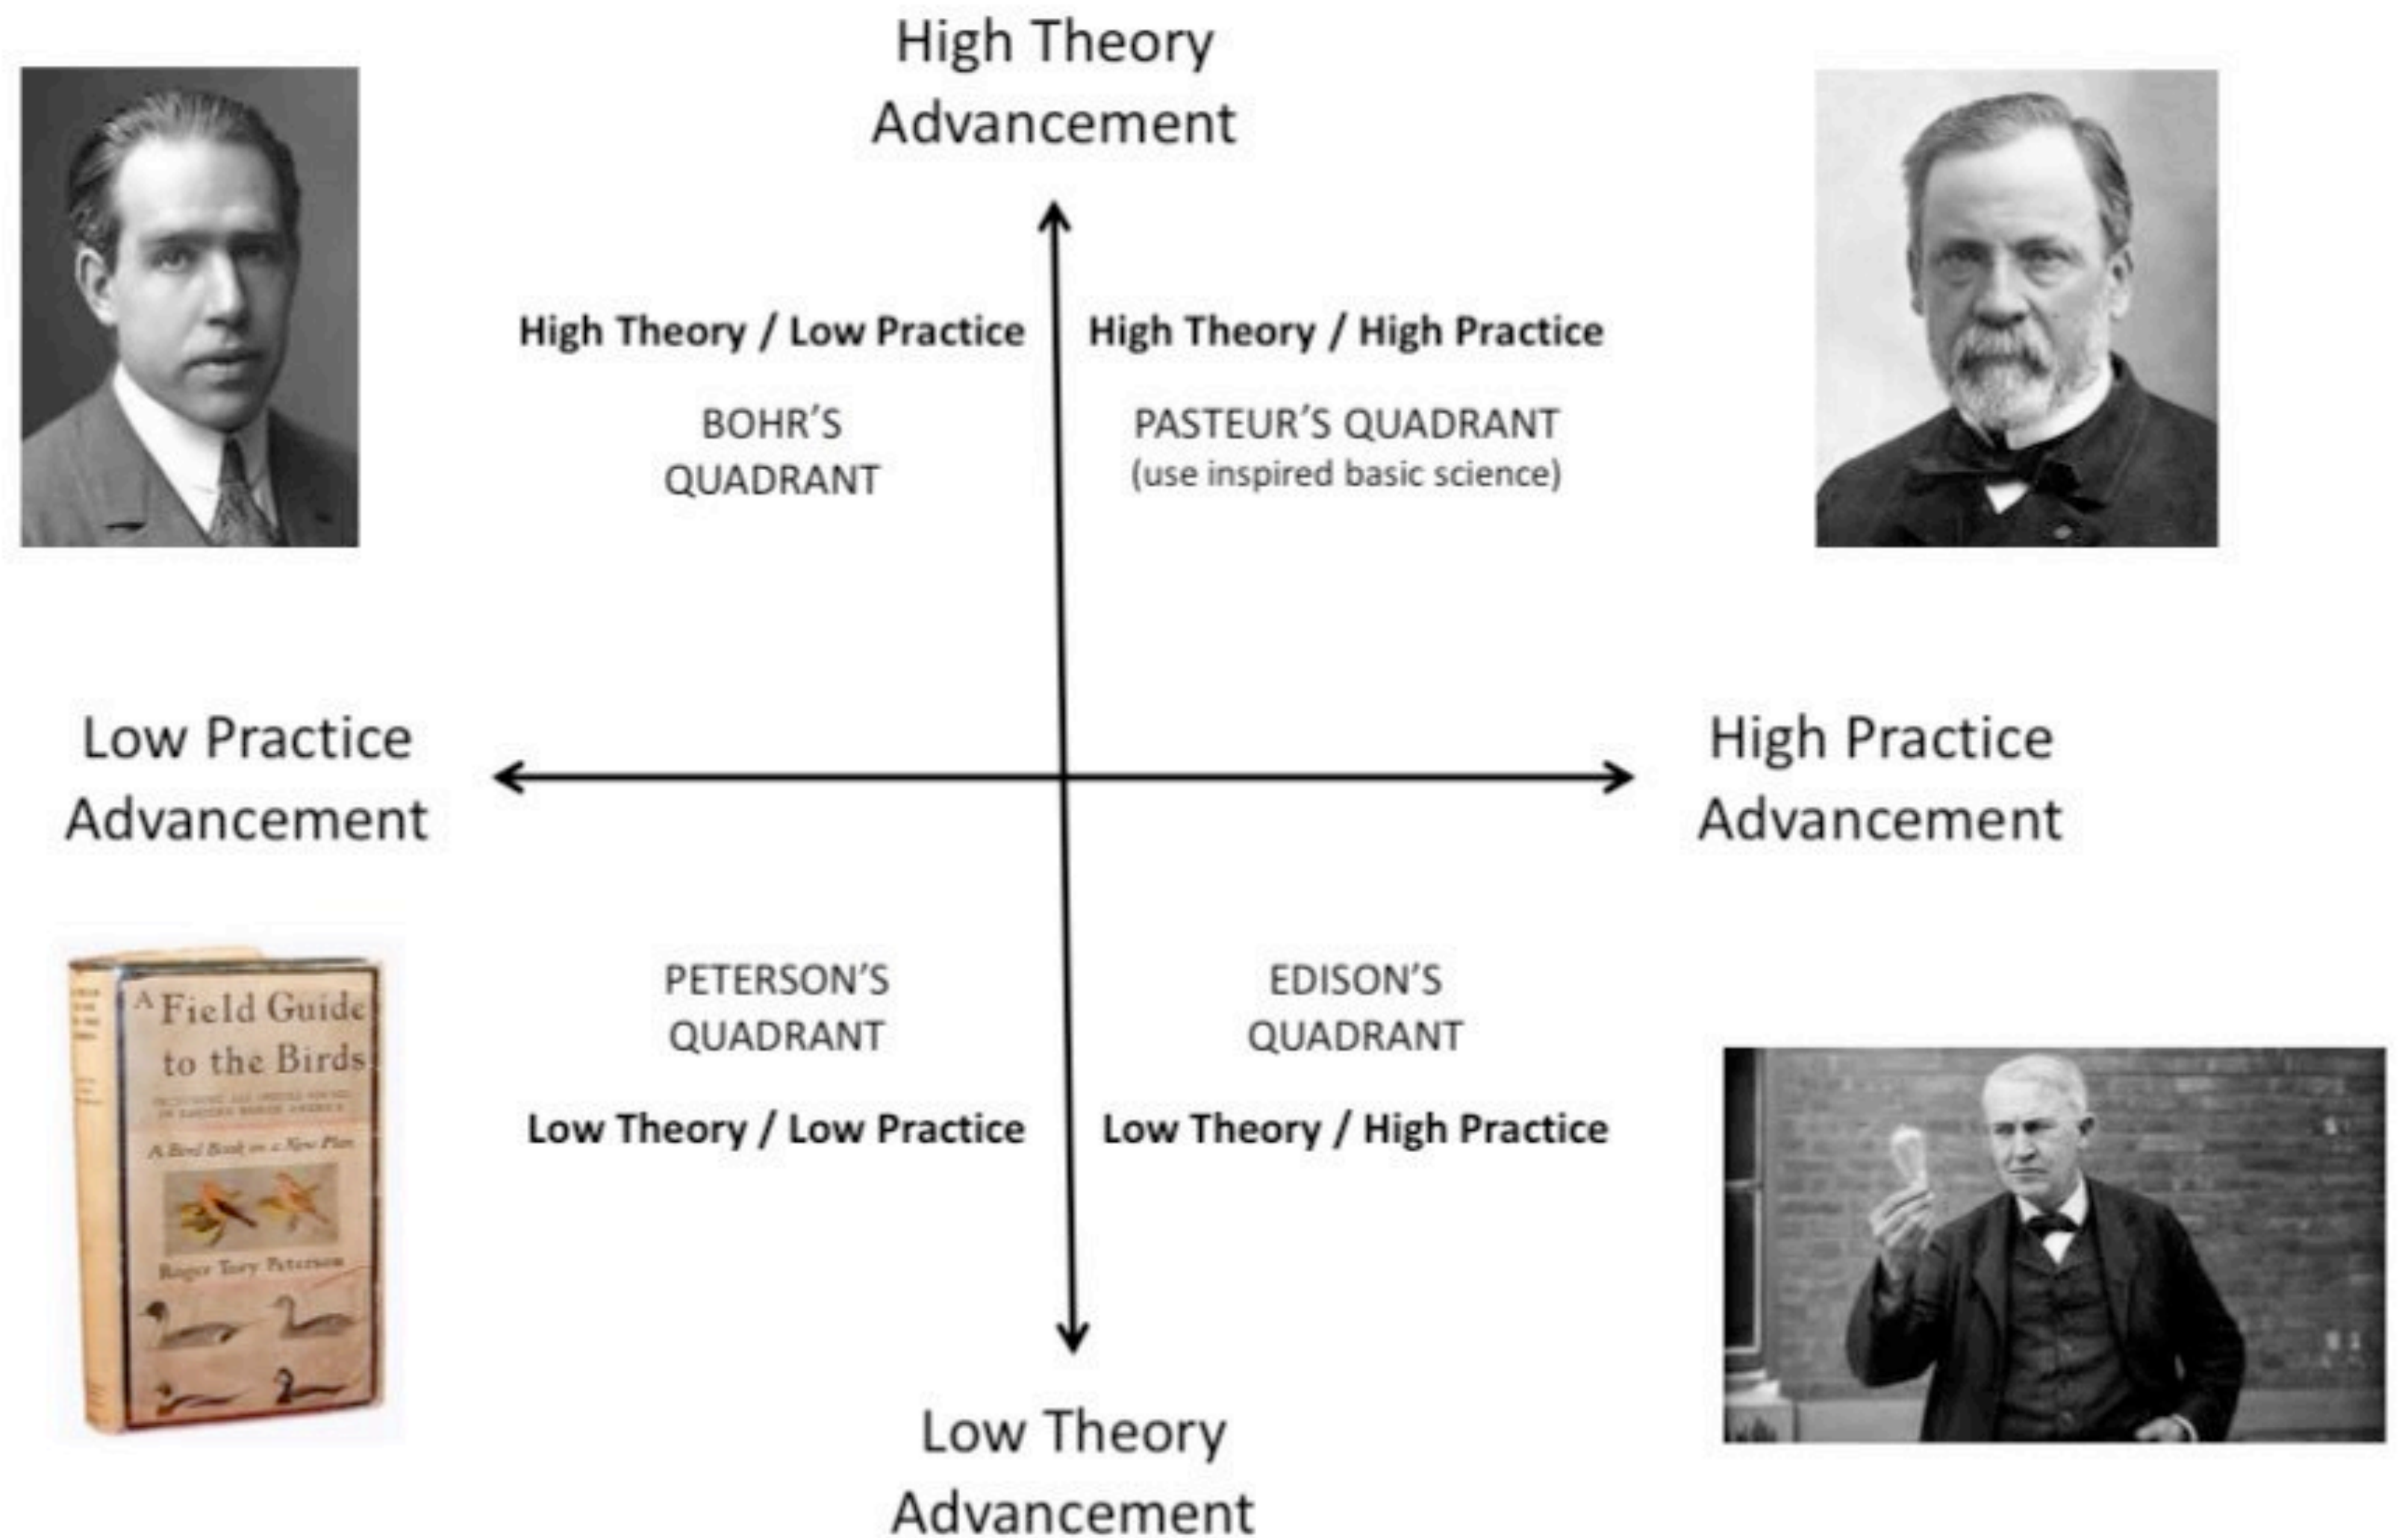 High Theory
Advancement
High Theory / Low Practice
High Theory / High Practice
BOHR’S
QUADRANT
PASTEUR’S QUADRANT
(use inspired basic science)
Low Practice
Advancement
High Practice
Advancement
PETERSON’S
QUADRANT
EDISON’S
QUADRANT
Low Theory / Low Practice
Low Theory / High Practice
A Field Guide
to the Birds
A Bird Book on a New Plan
Roger Tory Peterson
Low Theory
Advancement